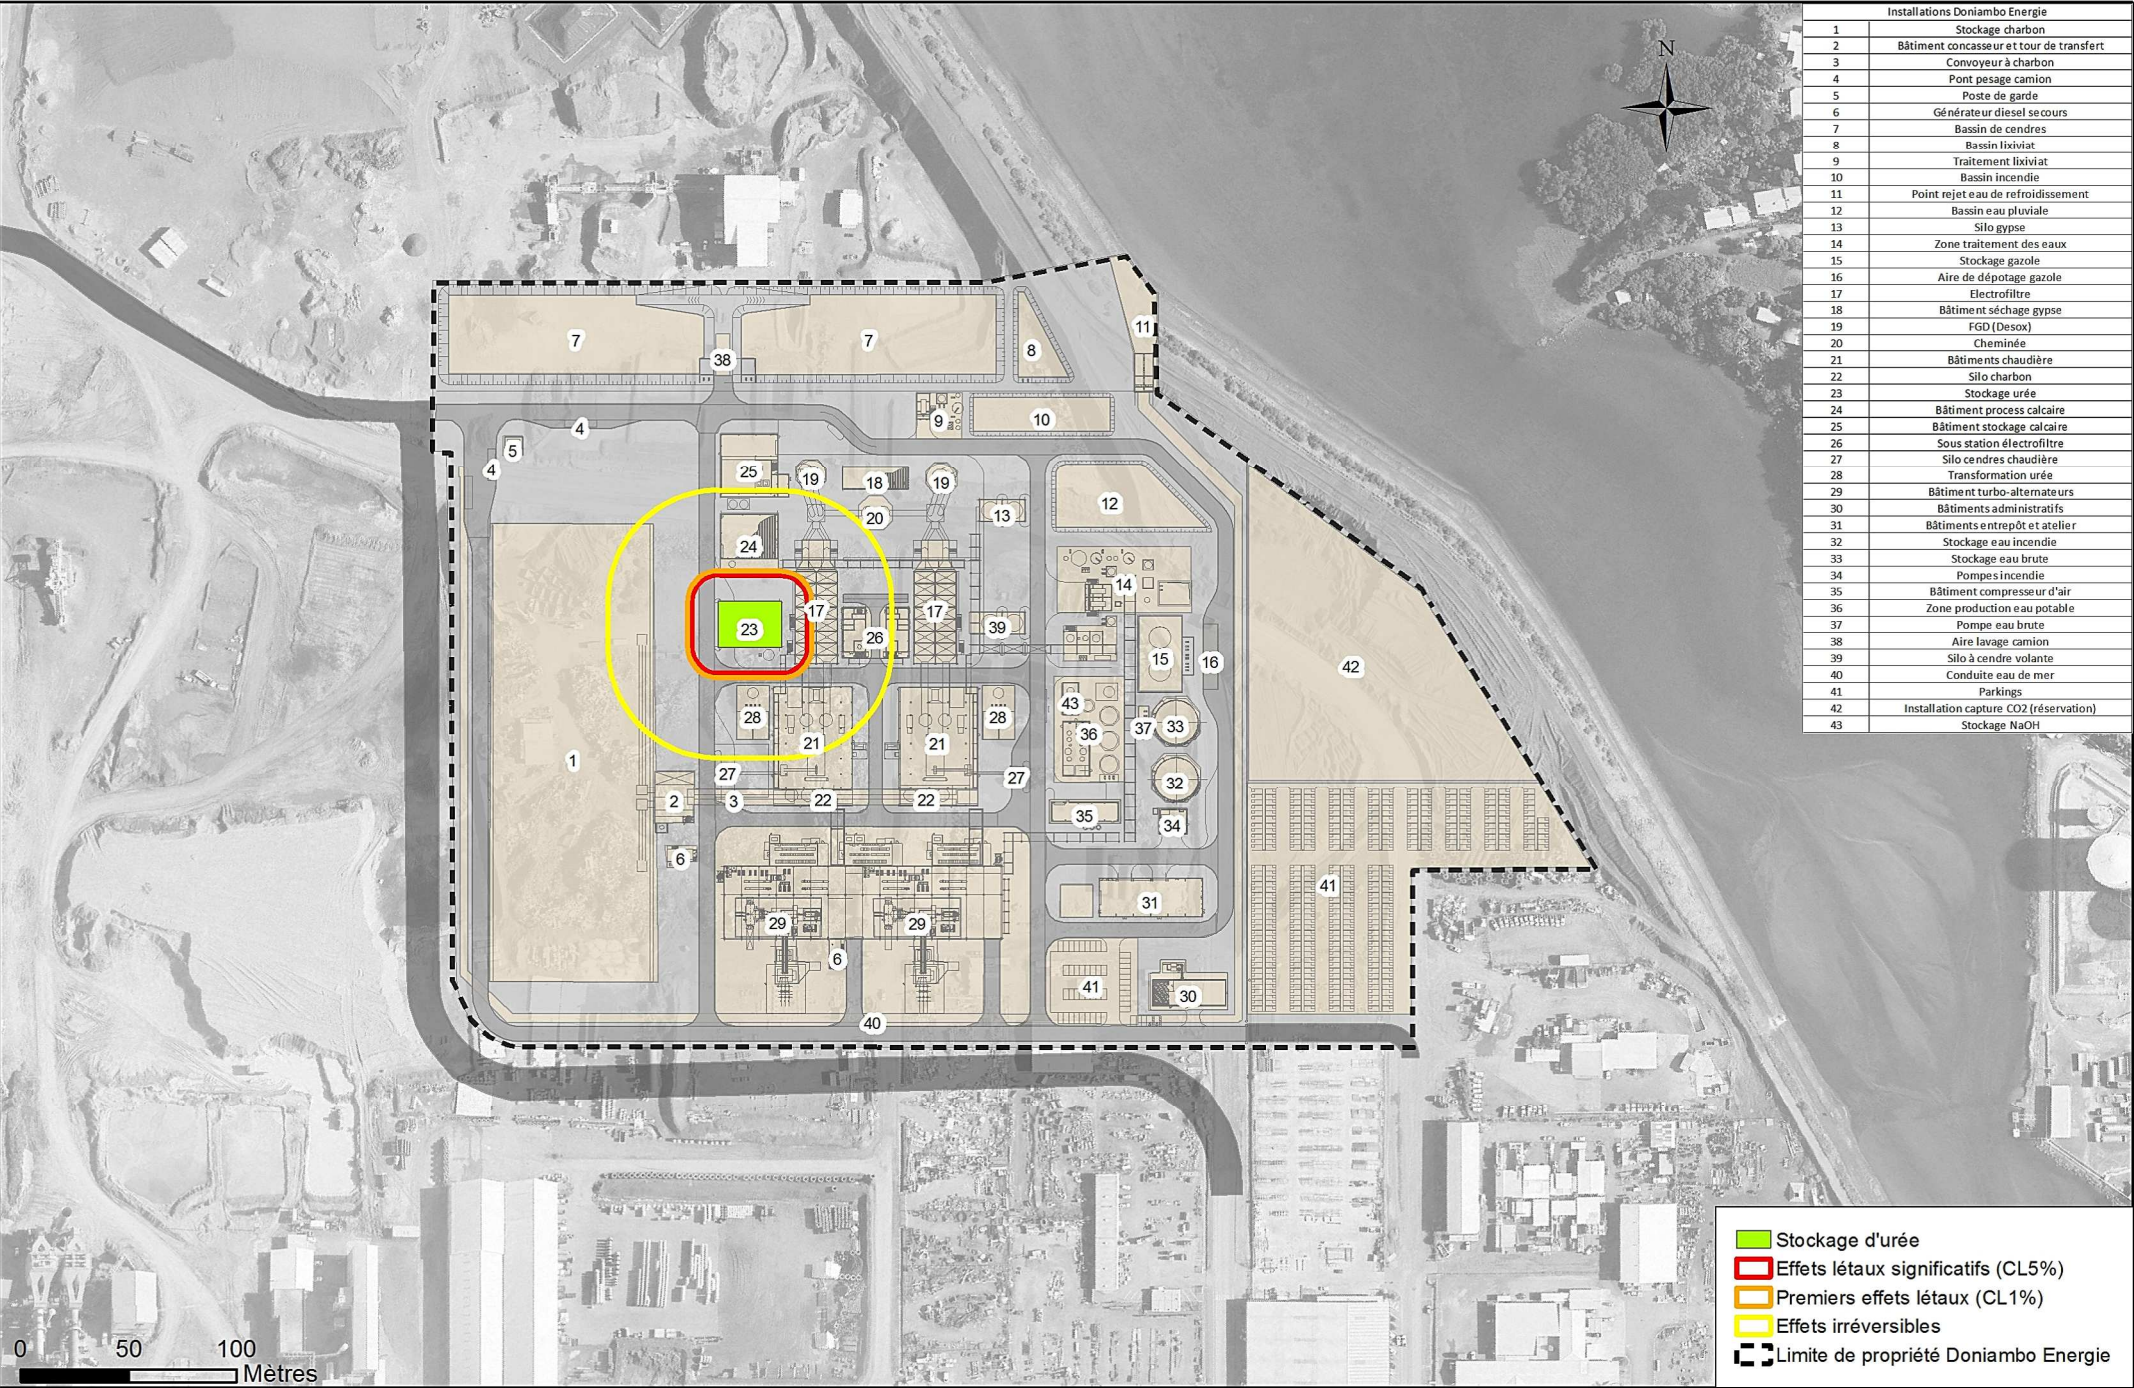 Installations Doniambo Energie
1 Stockage charbon
2 Bâtiment concasseur et tour de transfert
3 Convoyeur à charbon
4 Pont pesage camion
5 Poste de garde
6 Générateur diesel secours
7 Bassin de cendres
8 Bassin lixiviat
9 Traitement lixiviat
10 Bassin incendie
11 Point rejet eau de refroidissement
12 Bassin eau pluviale
13 Silo gypse
14 Zone traitement des eaux
15 Stockage gazole
16 Aire de dépotage gazole
17 Electrofiltre
18 Bâtiment séchage gypse
19 FGD (Desox)
20 Cheminée
21 Bâtiments chaudière
22 Silo charbon
23 Stockage urée
24 Bâtiment process calcaire
25 Bâtiment stockage calcaire
26 Sous station électrofiltre
27 Silo cendres chaudière
28 Transformation urée
29 Bâtiment turbo-alternateurs
30 Bâtiments administratifs
31 Bâtiments entrepôt et atelier
32 Stockage eau incendie
33 Stockage eau brute
34 Pompes incendie
35 Bâtiment compresseur d'air
36 Zone production eau potable
37 Pompe eau brute
38 Aire lavage camion
39 Silo à cendre volante
40 Conduite eau de mer
41 Parkings
42 Installation capture CO2 (réservation)
43 Stockage NaOH
N
11
7
7
8
38
9
10
4
5
4
25
19
18
19
12
20
13
24
14
17
17
23
26
39
15
16
42
43
28
28
33
37
36
21
21
1
27
27
32
2
3
22
22
35
34
6
41
31
29
29
6
41
30
40
Stockage d'urée
Effets létaux significatifs (CL5%)
Premiers effets létaux (CL1%)
Effets irréversibles
Limite de propriété Doniambo Energie
0 50 100
Mètres